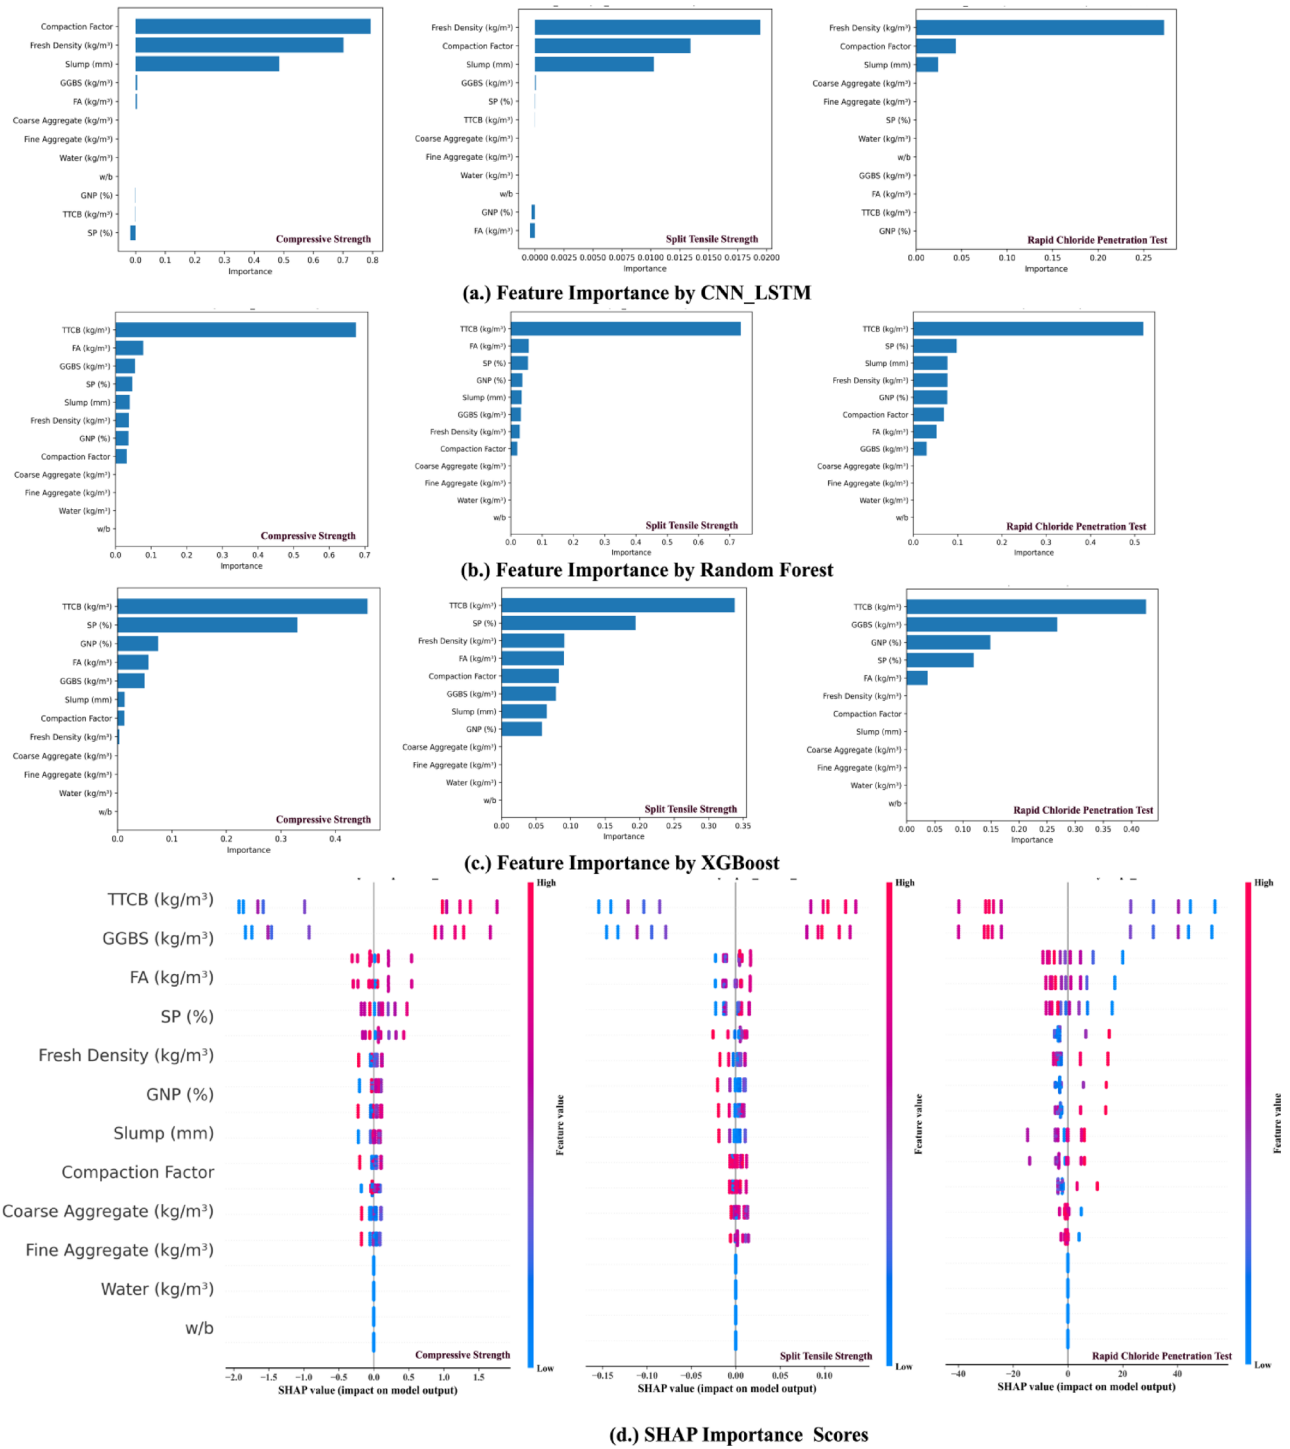 Compaction Factor
Fresh Density (kg/m³)
Slump (mm)
GGBS (kg/m³)
FA (kg/m³)
Coarse Aggregate (kg/m³)
Fine Aggregate (kg/m³)
Water (kg/m³)
w/b
GNP (%)
TTCB (kg/m³)
SP (%)
Compressive Strength
0.0 0.1 0.2 0.3 0.4 0.5 0.6 0.7 0.8
Importance
Fresh Density (kg/m³)
Compaction Factor
Slump (mm)
GGBS (kg/m³)
SP (%)
TTCB (kg/m³)
Coarse Aggregate (kg/m³)
Fine Aggregate (kg/m³)
Water (kg/m³)
w/b
GNP (%)
FA (kg/m³)
Split Tensile Strength
0.0000 0.0025 0.0050 0.0075 0.0100 0.0125 0.0150 0.0175 0.0200
Importance
Fresh Density (kg/m³)
Compaction Factor
Slump (mm)
Coarse Aggregate (kg/m³)
Fine Aggregate (kg/m³)
SP (%)
Water (kg/m³)
w/b
GGBS (kg/m³)
FA (kg/m³)
TTCB (kg/m³)
GNP (%)
Rapid Chloride Penetration Test
0.00 0.05 0.10 0.15 0.20 0.25
Importance
(a.) Feature Importance by CNN_LSTM
TTCB (kg/m³)
FA (kg/m³)
GGBS (kg/m³)
SP (%)
Slump (mm)
Fresh Density (kg/m³)
GNP (%)
Compaction Factor
Coarse Aggregate (kg/m³)
Fine Aggregate (kg/m³)
Water (kg/m³)
w/b
Compressive Strength
0.0 0.1 0.2 0.3 0.4 0.5 0.6 0.7
Importance
TTCB (kg/m³)
FA (kg/m³)
SP (%)
GNP (%)
Slump (mm)
GGBS (kg/m³)
Fresh Density (kg/m³)
Compaction Factor
Coarse Aggregate (kg/m³)
Fine Aggregate (kg/m³)
Water (kg/m³)
w/b
Split Tensile Strength
0.0 0.1 0.2 0.3 0.4 0.5 0.6 0.7
Importance
TTCB (kg/m³)
SP (%)
Slump (mm)
Fresh Density (kg/m³)
GNP (%)
Compaction Factor
FA (kg/m³)
GGBS (kg/m³)
Coarse Aggregate (kg/m³)
Fine Aggregate (kg/m³)
Water (kg/m³)
w/b
Rapid Chloride Penetration Test
0.0 0.1 0.2 0.3 0.4 0.5
Importance
(b.) Feature Importance by Random Forest
TTCB (kg/m³)
SP (%)
GNP (%)
FA (kg/m³)
GGBS (kg/m³)
Slump (mm)
Compaction Factor
Fresh Density (kg/m³)
Coarse Aggregate (kg/m³)
Fine Aggregate (kg/m³)
Water (kg/m³)
w/b
Compressive Strength
0.0 0.1 0.2 0.3 0.4
Importance
TTCB (kg/m³)
SP (%)
Fresh Density (kg/m³)
FA (kg/m³)
Compaction Factor
GGBS (kg/m³)
Slump (mm)
GNP (%)
Coarse Aggregate (kg/m³)
Fine Aggregate (kg/m³)
Water (kg/m³)
w/b
Split Tensile Strength
0.00 0.05 0.10 0.15 0.20 0.25 0.30 0.35
Importance
TTCB (kg/m³)
GGBS (kg/m³)
GNP (%)
SP (%)
FA (kg/m³)
Fresh Density (kg/m³)
Compaction Factor
Slump (mm)
Coarse Aggregate (kg/m³)
Fine Aggregate (kg/m³)
Water (kg/m³)
w/b
Rapid Chloride Penetration Test
0.00 0.05 0.10 0.15 0.20 0.25 0.30 0.35 0.40
Importance
(c.) Feature Importance by XGBoost
TTCB (kg/m³)
GGBS (kg/m³)
FA (kg/m³)
SP (%)
Fresh Density (kg/m³)
GNP (%)
Slump (mm)
Compaction Factor
Coarse Aggregate (kg/m³)
Fine Aggregate (kg/m³)
Water (kg/m³)
w/b
Compressive Strength
−2.0 −1.5 −1.0 −0.5 0.0 0.5 1.0 1.5
SHAP value (impact on model output)
High
Feature value
Low
Split Tensile Strength
−0.15 −0.10 −0.05 0.00 0.05 0.10
SHAP value (impact on model output)
High
Feature value
Low
Rapid Chloride Penetration Test
−40 −20 0 20 40
SHAP value (impact on model output)
High
Feature value
Low
(d.) SHAP Importance Scores